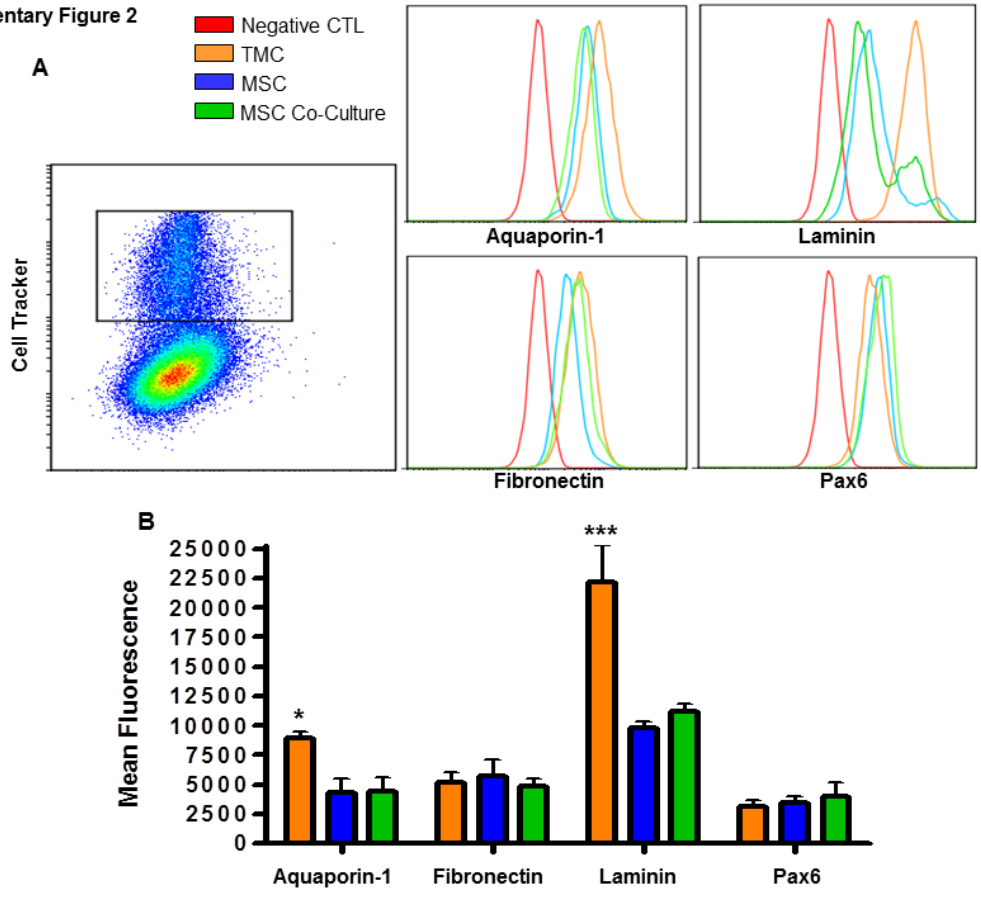 entary Figure 2
A
Negative CTL
TMC
MSC
MSC Co-Culture
Cell Tracker
Aquaporin-1
Laminin
Fibronectin
Pax6
B
Mean Fluorescence
25000
22500
20000
17500
15000
12500
10000
7500
5000
2500
0
*
***
Aquaporin-1 Fibronectin Laminin Pax6